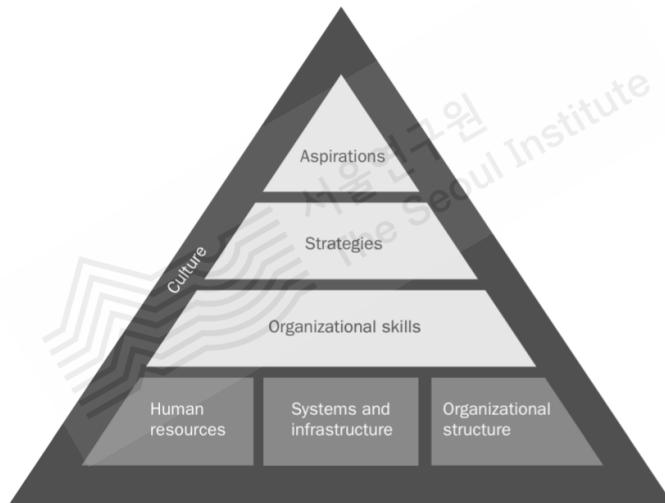 Aspirations
Strategies
Culture
Organizational skills
Human
resources
Systems and
infrastructure
Organizational
structure
서울연구원
The Seoul Institute